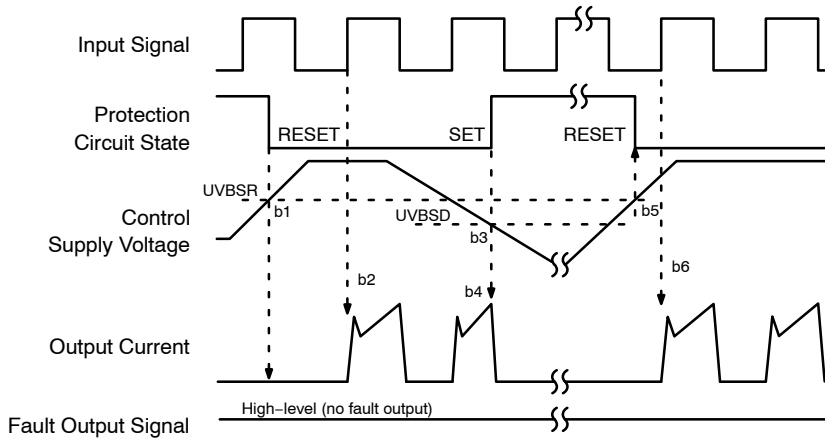 Input Signal
Protection
Circuit State
RESET
SET
RESET
UVBSR
b1
UVBSD
b3
b5
Control
Supply Voltage
b2
b4
b6
Output Current
High−level (no fault output)
Fault Output Signal